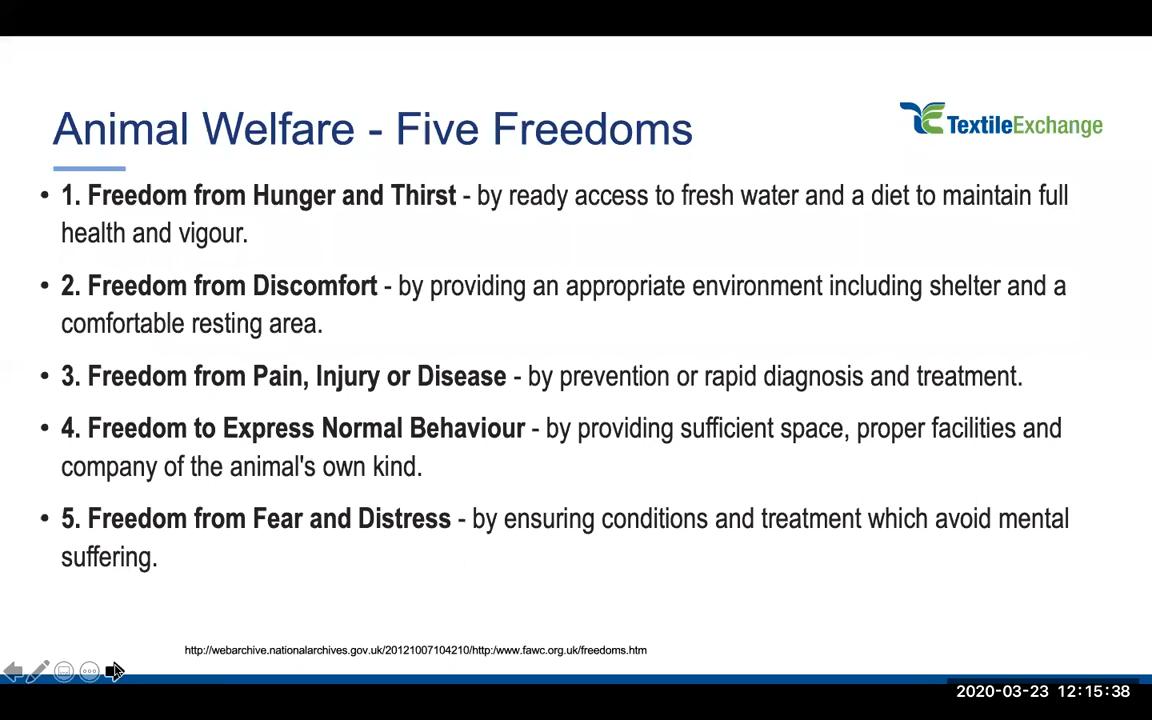 Animal Welfare - Five Freedoms
TextileExchange
• 1. Freedom from Hunger and Thirst - by ready access to fresh water and a diet to maintain full
health and vigour.
• 2. Freedom from Discomfort - by providing an appropriate environment including shelter and a
comfortable resting area.
• 3. Freedom from Pain, Injury or Disease - by prevention or rapid diagnosis and treatment.
• 4. Freedom to Express Normal Behaviour - by providing sufficient space, proper facilities and
company of the animal's own kind.
• 5. Freedom from Fear and Distress - by ensuring conditions and treatment which avoid mental
suffering.
http://webarchive.nationalarchives.gov.uk/20121007104210/http:/www.fawc.org.uk/freedoms.htm
2020-03-23 12:15:38